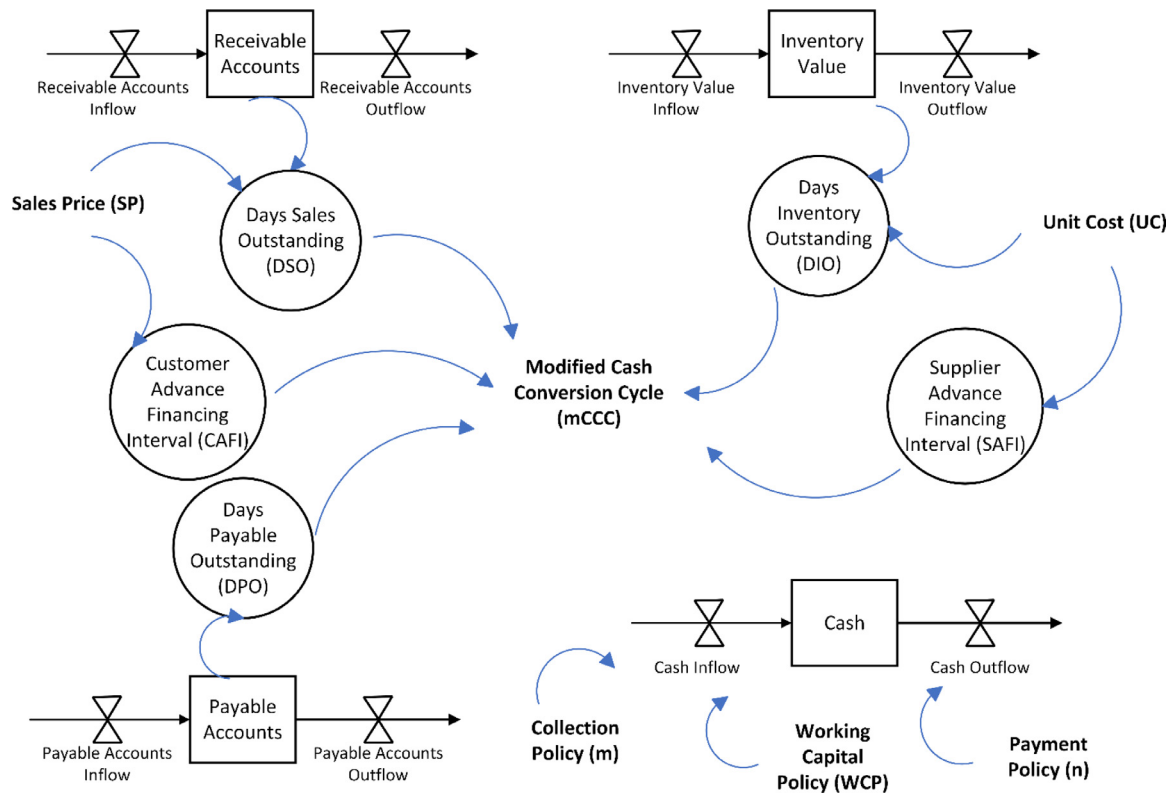 Receivable
Accounts
Receivable Accounts
Inflow
Receivable Accounts
Outflow
Inventory
Value
Inventory Value
Inflow
Inventory Value
Outflow
Sales Price (SP)
Days Sales
Outstanding
(DSO)
Days
Inventory
Outstanding
(DIO)
Unit Cost (UC)
Customer
Advance
Financing
Interval (CAFI)
Modified Cash
Conversion Cycle
(mCCC)
Supplier
Advance
Financing
Interval (SAFI)
Days
Payable
Outstanding
(DPO)
Cash
Cash Inflow
Cash Outflow
Payable
Accounts
Payable Accounts
Inflow
Payable Accounts
Outflow
Collection
Policy (m)
Working
Capital
Policy (WCP)
Payment
Policy (n)